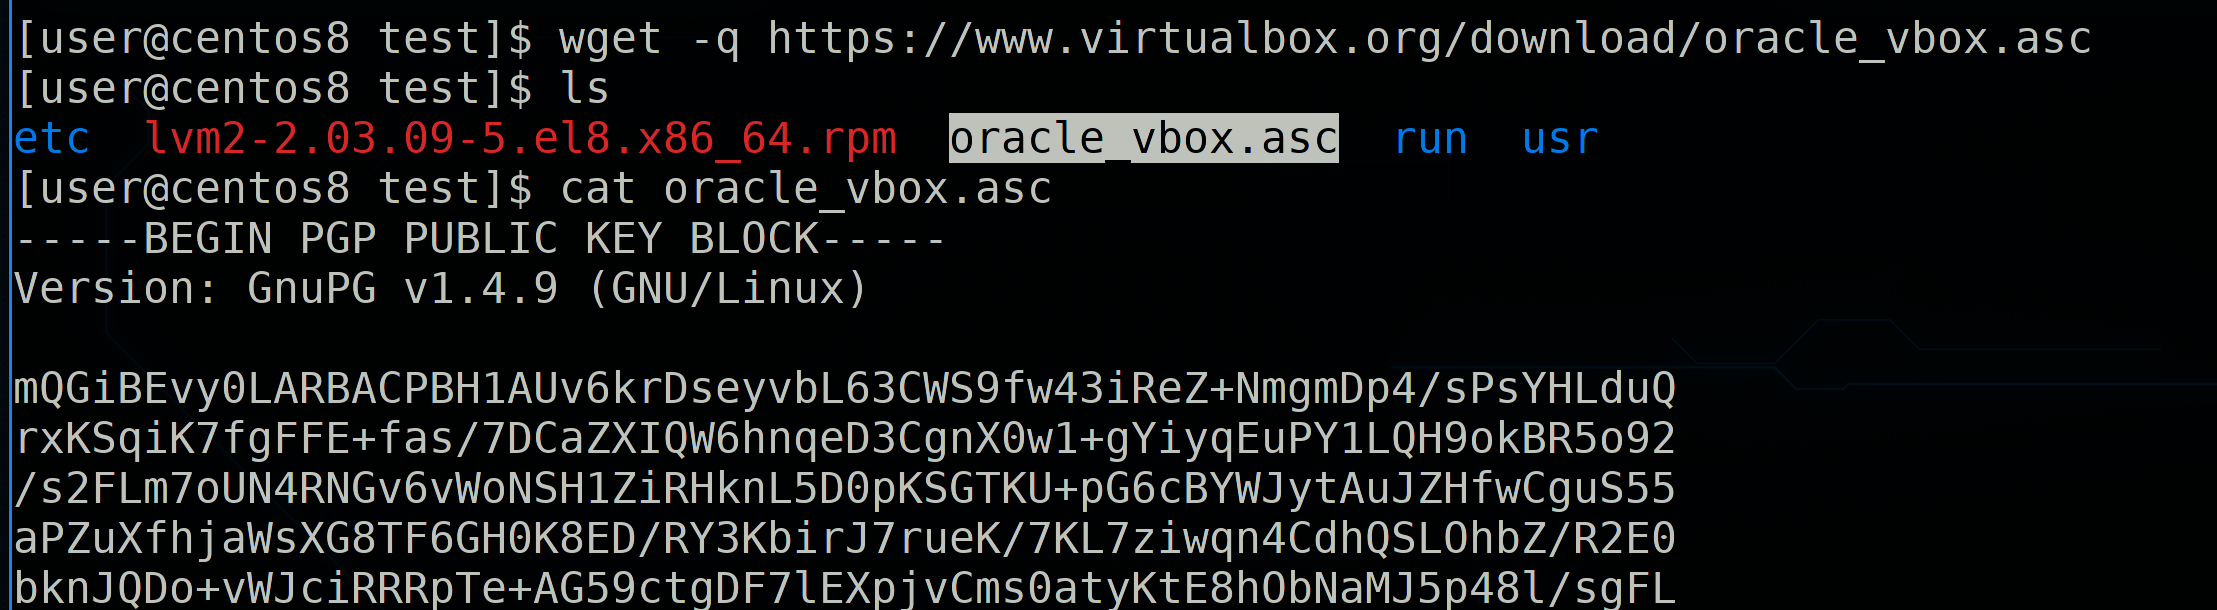 [user@centos8 test]$ wget -q https://www.virtualbox.org/download/oracle_vbox.asc
[user@centos8 test]$ ls
etc  lvm2-2.03.09-5.el8.x86_64.rpm  oracle_vbox.asc  run  usr
[user@centos8 test]$ cat oracle_vbox.asc
-----BEGIN PGP PUBLIC KEY BLOCK-----
Version: GnuPG v1.4.9 (GNU/Linux)

mQGiBEvy0LARBACPBH1AUv6krDseyvbL63CWS9fw43iReZ+NmgmDp4/sPsYHLduQ
rxKSqiK7fgFFE+fas/7DCaZXIQW6hnqeD3CgnX0w1+gYiyqEuPY1LQH9okBR5o92
/s2FLm7oUN4RNGv6vWoNSH1ZiRHknL5D0pKSGTKU+pG6cBYWJytAuJZHfwCguS55
aPZuXfhjaWsXG8TF6GH0K8ED/RY3KbirJ7rueK/7KL7ziwqn4CdhQSLOhbZ/R2E0
bknJQDo+vWJciRRRpTe+AG59ctgDF7lEXpjvCms0atyKtE8hObNaMJ5p48l/sgFL